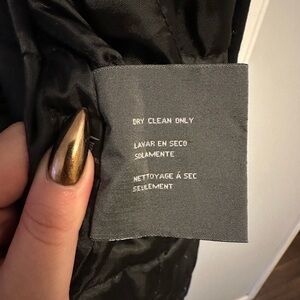 DRY CLEAN ONLY
LAVAR EN SECO
SOLAMENTE
NETTOYAGE Á SEC
SEULEMENT